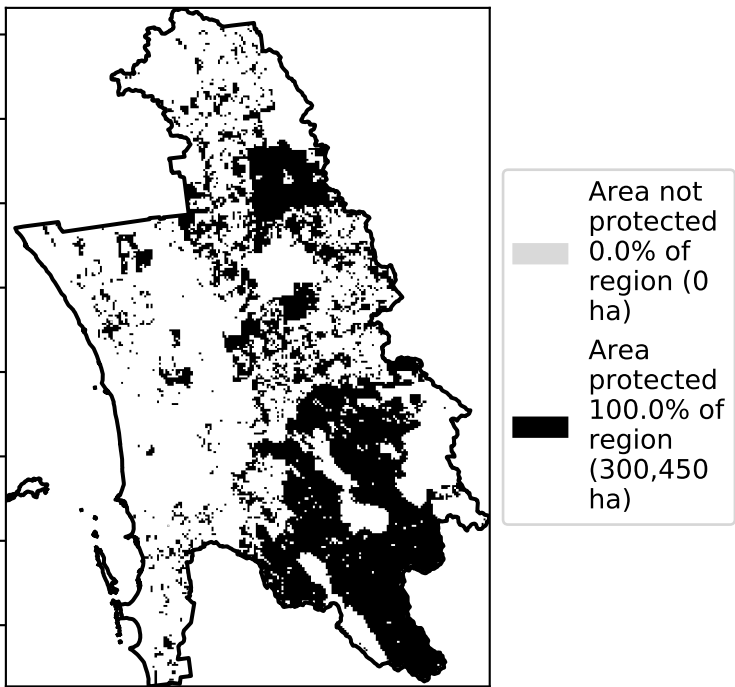 Area not
protected
0.0% of
region (0
ha)
Area
protected
100.0% of
region
(300,450
ha)